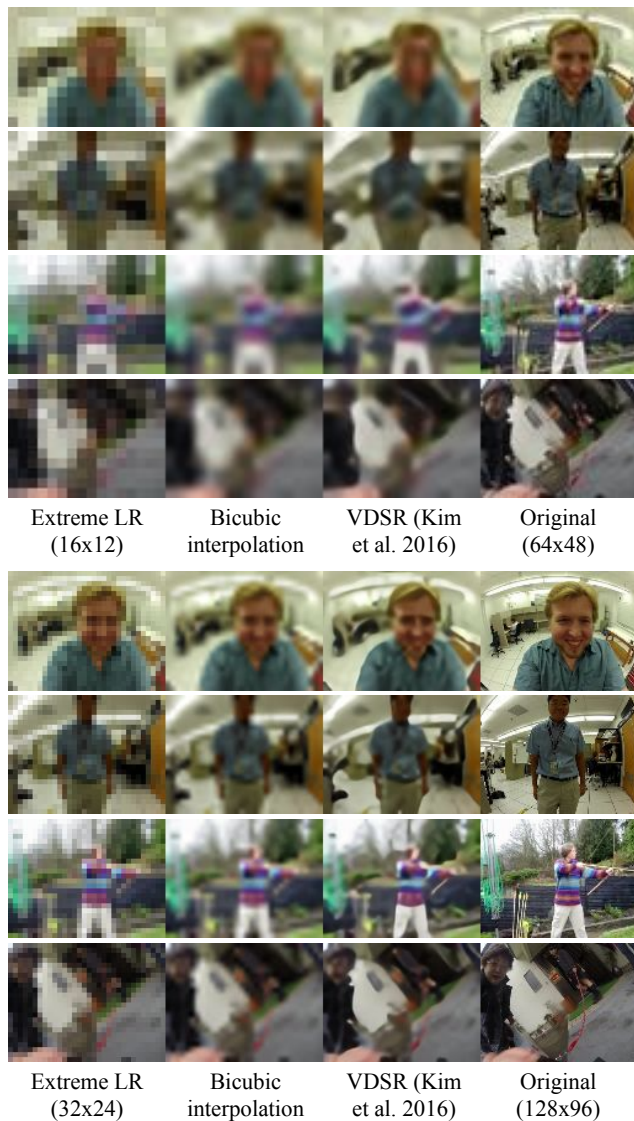 Extreme LR Bicubic VDSR (Kim Original
(16x12) interpolation et al. 2016) (64x48)
Extreme LR Bicubic VDSR (Kim Original
(32x24) interpolation et al. 2016) (128x96)